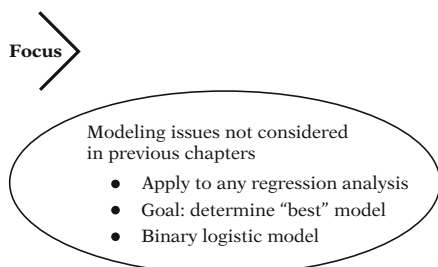 Focus
Modeling issues not considered
in previous chapters
● Apply to any regression analysis
● Goal: determine “best” model
● Binary logistic model